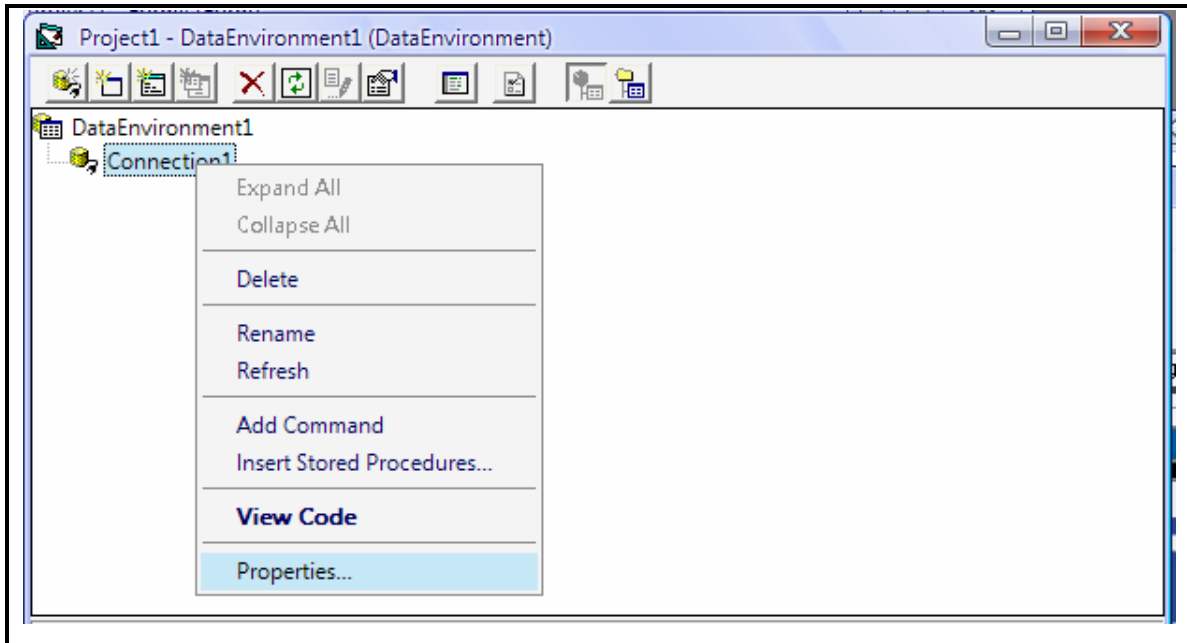 Project1 - DataEnvironment1 (DataEnvironment)
DataEnvironment1
Connection1
Expand All
Collapse All
Delete
Rename
Refresh
Add Command
Insert Stored Procedures...
View Code
Properties...